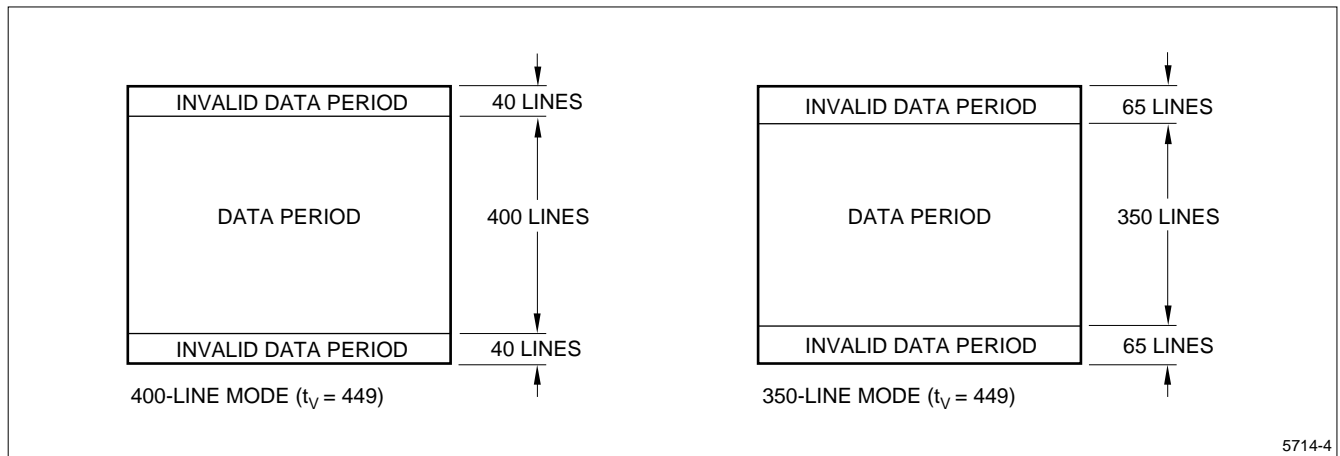 INVALID DATA PERIOD
40 LINES
DATA PERIOD
400 LINES
INVALID DATA PERIOD
40 LINES
400-LINE MODE (tV = 449)
INVALID DATA PERIOD
65 LINES
DATA PERIOD
350 LINES
INVALID DATA PERIOD
65 LINES
350-LINE MODE (tV = 449)
5714-4